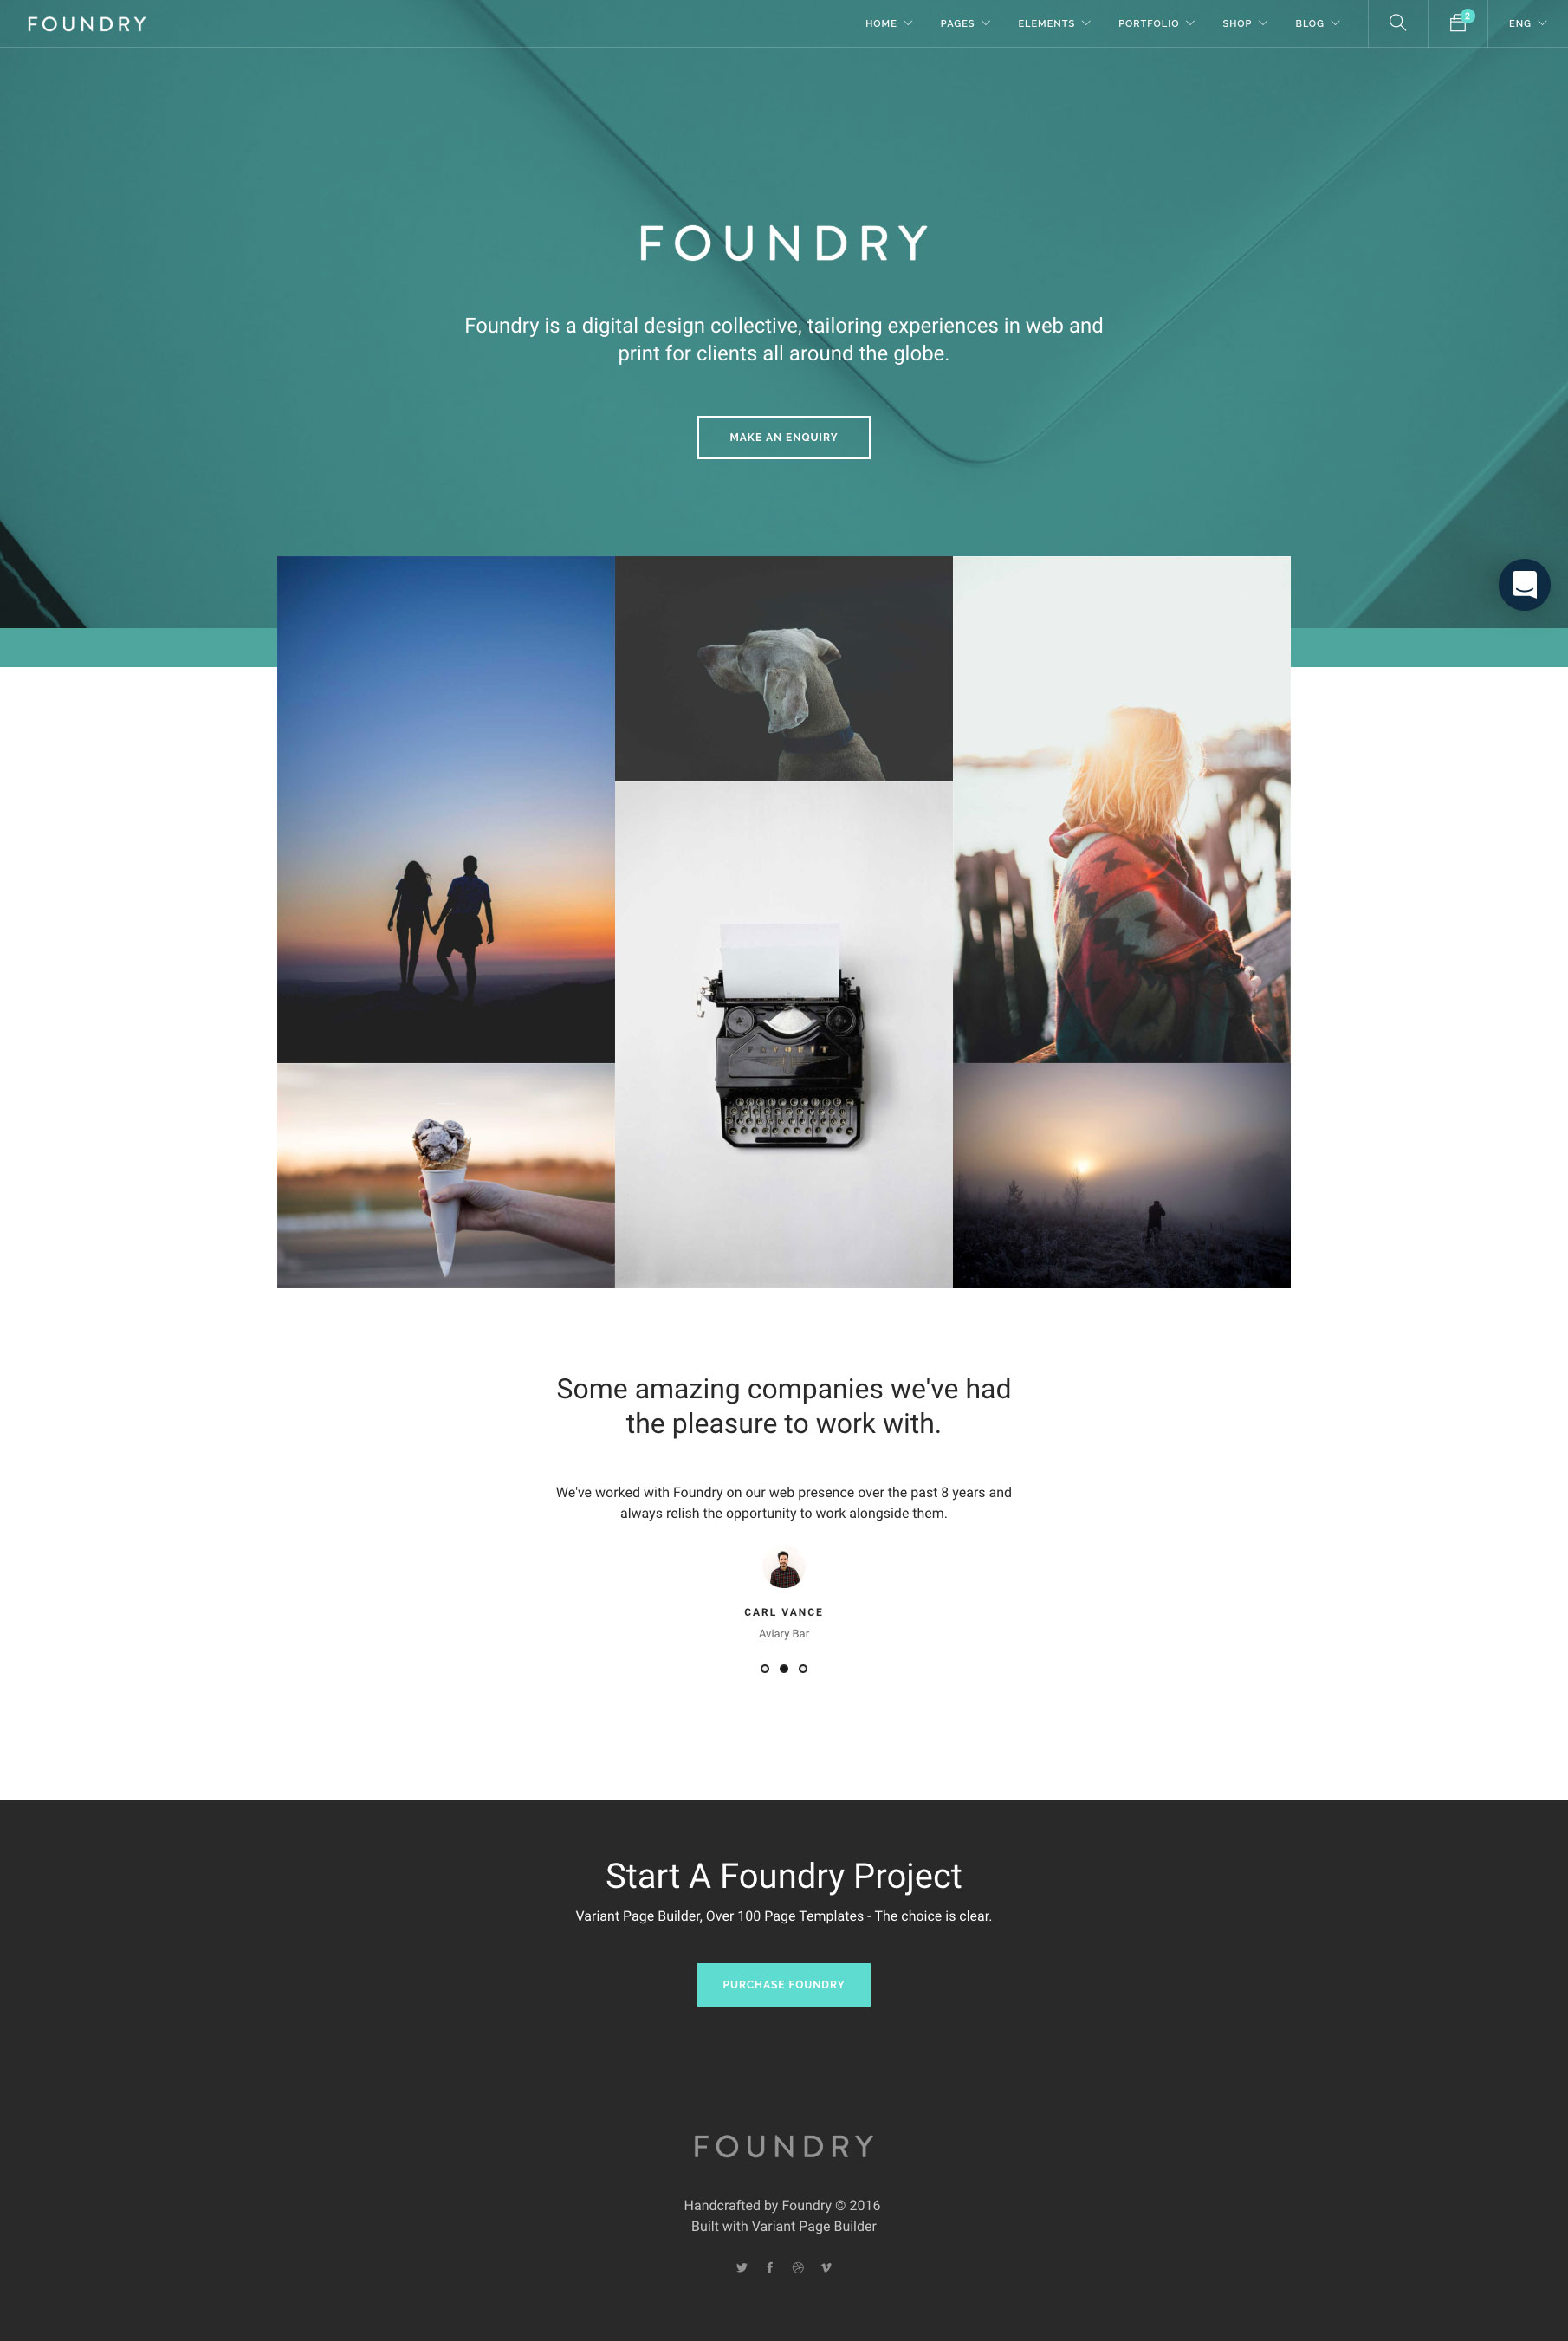 FOUNDRY
HOME
PAGES
ELEMENTS
PORTFOLIO
SHOP
BLOG
2
ENG
FOUNDRY
Foundry is a digital design collective, tailoring experiences in web and
print for clients all around the globe.
MAKE AN ENQUIRY
Some amazing companies we've had
the pleasure to work with.
We've worked with Foundry on our web presence over the past 8 years and
always relish the opportunity to work alongside them.
CARL VANCE
Aviary Bar
Start A Foundry Project
Variant Page Builder, Over 100 Page Templates - The choice is clear.
PURCHASE FOUNDRY
FOUNDRY
Handcrafted by Foundry © 2016
Built with Variant Page Builder